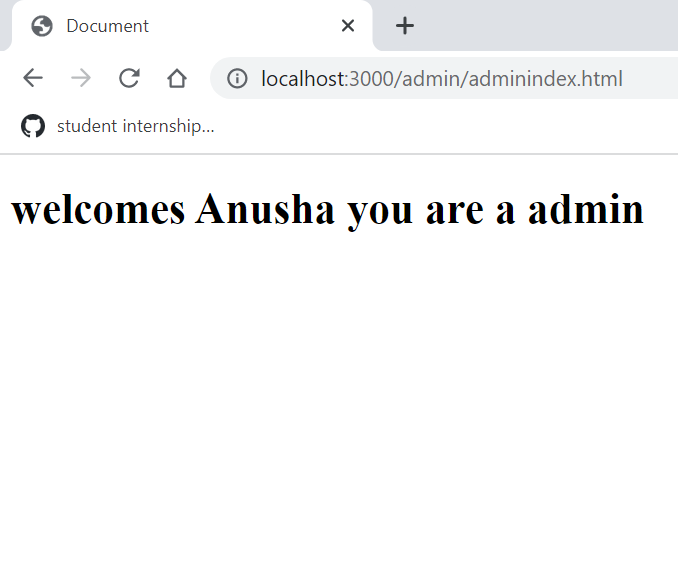 Document
localhost:3000/admin/adminindex.html
student internship...
welcomes Anusha you are a admin